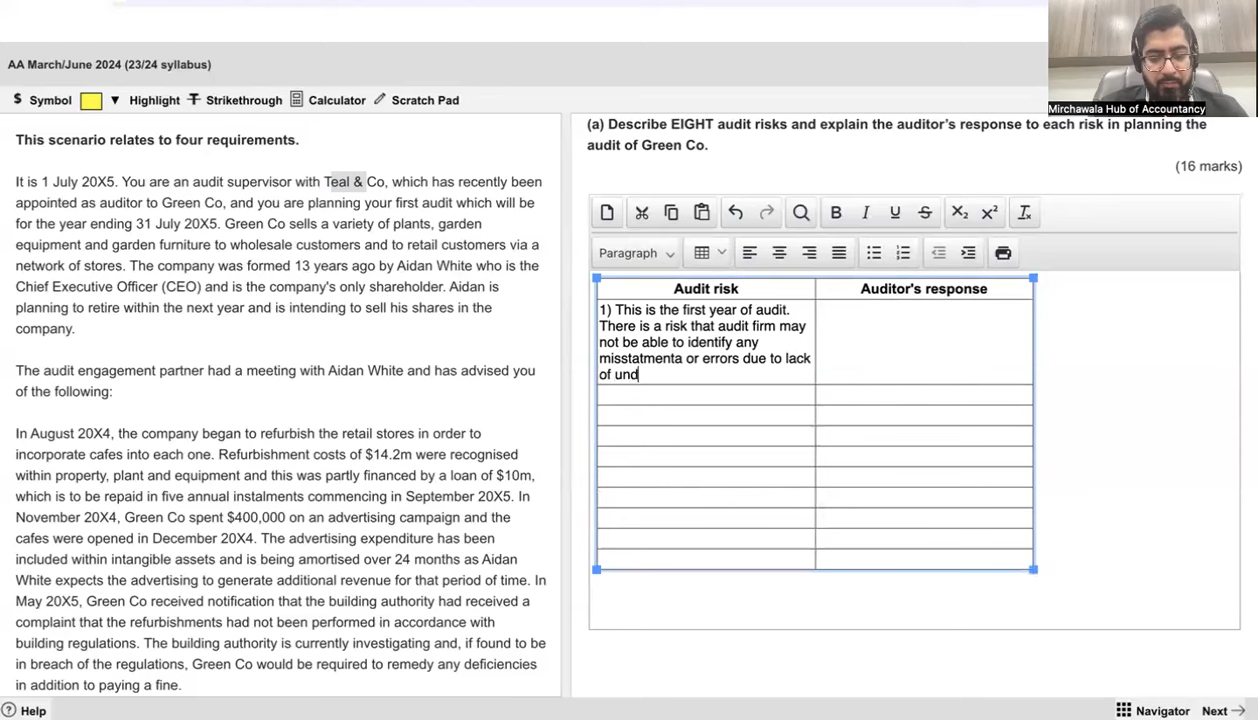 AA March/June 2024 (23/24 syllabus)
$ Symbol Highlight Strikethrough Calculator Scratch Pad
Mirchawala Hub of Accountancy
This scenario relates to four requirements.
It is 1 July 20X5. You are an audit supervisor with Teal & Co, which has recently been
appointed as auditor to Green Co, and you are planning your first audit which will be
for the year ending 31 July 20X5. Green Co sells a variety of plants, garden
equipment and garden furniture to wholesale customers and to retail customers via a
network of stores. The company was formed 13 years ago by Aidan White who is the
Chief Executive Officer (CEO) and is the company's only shareholder. Aidan is
planning to retire within the next year and is intending to sell his shares in the
company.
The audit engagement partner had a meeting with Aidan White and has advised you
of the following:
In August 20X4, the company began to refurbish the retail stores in order to
incorporate cafes into each one. Refurbishment costs of $14.2m were recognised
within property, plant and equipment and this was partly financed by a loan of $10m,
which is to be repaid in five annual instalments commencing in September 20X5. In
November 20X4, Green Co spent $400,000 on an advertising campaign and the
cafes were opened in December 20X4. The advertising expenditure has been
included within intangible assets and is being amortised over 24 months as Aidan
White expects the advertising to generate additional revenue for that period of time. In
May 20X5, Green Co received notification that the building authority had received a
complaint that the refurbishments had not been performed in accordance with
building regulations. The building authority is currently investigating and, if found to be
in breach of the regulations, Green Co would be required to remedy any deficiencies
in addition to paying a fine.
(a) Describe EIGHT audit risks and explain the auditor's response to each risk in planning the
audit of Green Co.
(16 marks)
Paragraph
Audit risk Auditor's response
1) This is the first year of audit.
There is a risk that audit firm may
not be able to identify any
misstatmenta or errors due to lack
of und
Help Navigator Next